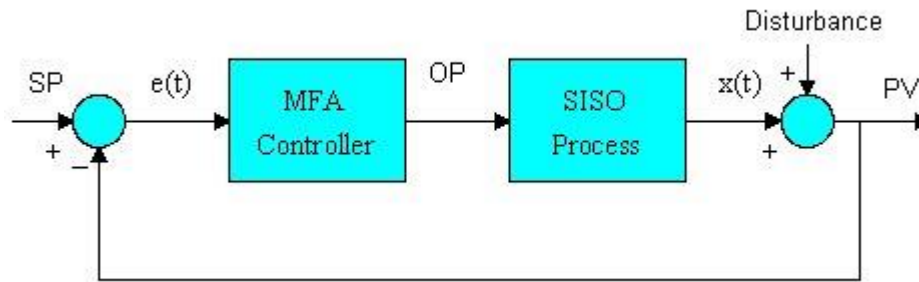 Disturbance
SP
+
−
e(t)
MFA
Controller
OP
SISO
Process
x(t)
+
+
PV